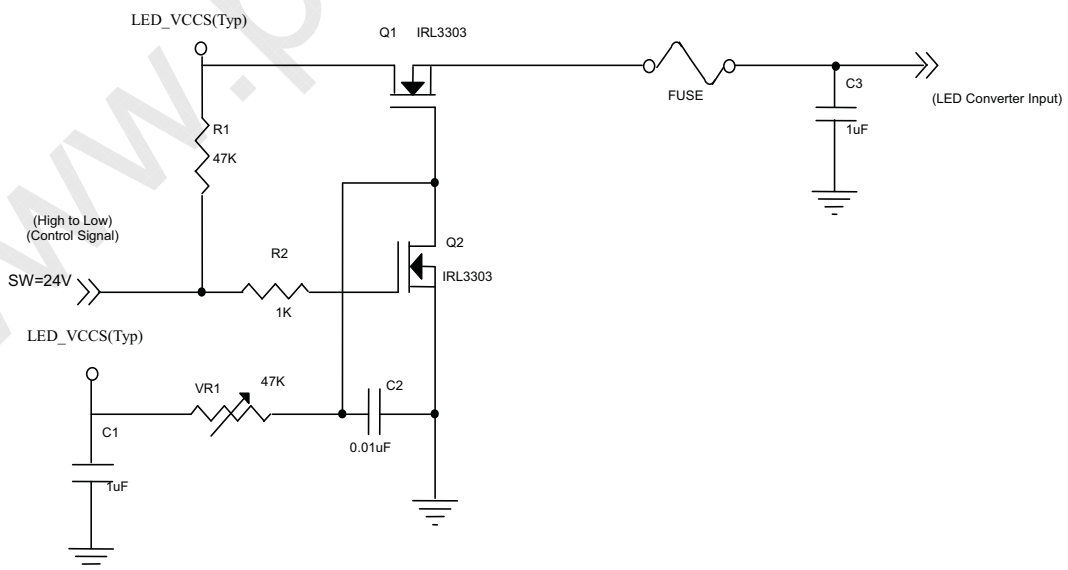 LED_VCCS(Typ)
Q1 IRL3303
FUSE
C3
(LED Converter Input)
1uF
R1
47K
(High to Low)
(Control Signal)
Q2
R2
IRL3303
SW=24V
1K
LED_VCCS(Typ)
VR1
47K
C2
C1
0.01uF
1uF
www.p